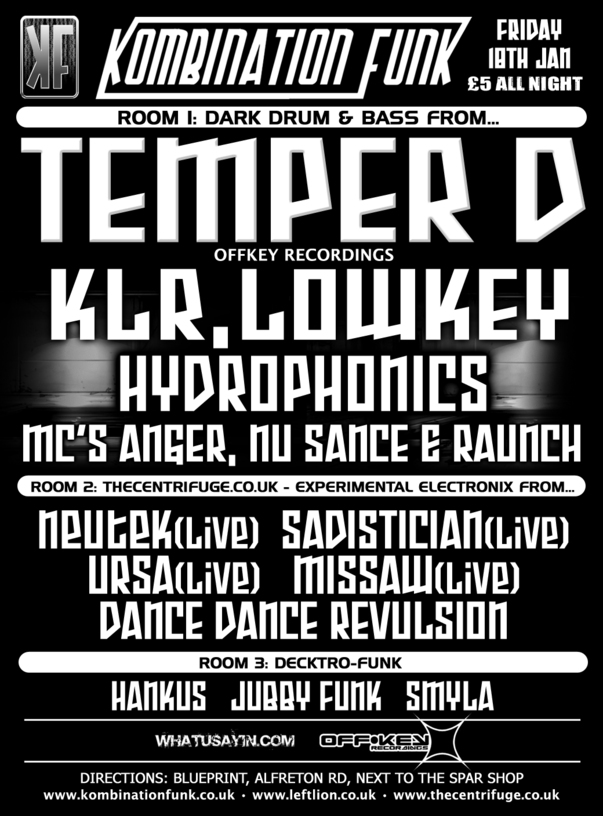 KF
KOMBINATION FUNK
FRIDAY
18TH JAN
£5 ALL NIGHT
ROOM 1: DARK DRUM & BASS FROM...
TEMPER D
OFFKEY RECORDINGS
KLR, LOWKEY
HYDROPHONICS
MC'S ANGER, NU SANCE & RAUNCH
ROOM 2: THECENTRIFUGE.CO.UK - EXPERIMENTAL ELECTRONIX FROM...
NEUTEK(LIVE) SADISTICIAN(LIVE)
URSA(LIVE) MISSAW(LIVE)
DANCE DANCE REVULSION
ROOM 3: DECKTRO-FUNK
HANKUS JUBBY FUNK SMYLA
WHATUSAYIN.COM OFF•KEY RECORDINGS
DIRECTIONS: BLUEPRINT, ALFRETON RD, NEXT TO THE SPAR SHOP
www.kombinationfunk.co.uk • www.leftlion.co.uk • www.thecentrifuge.co.uk